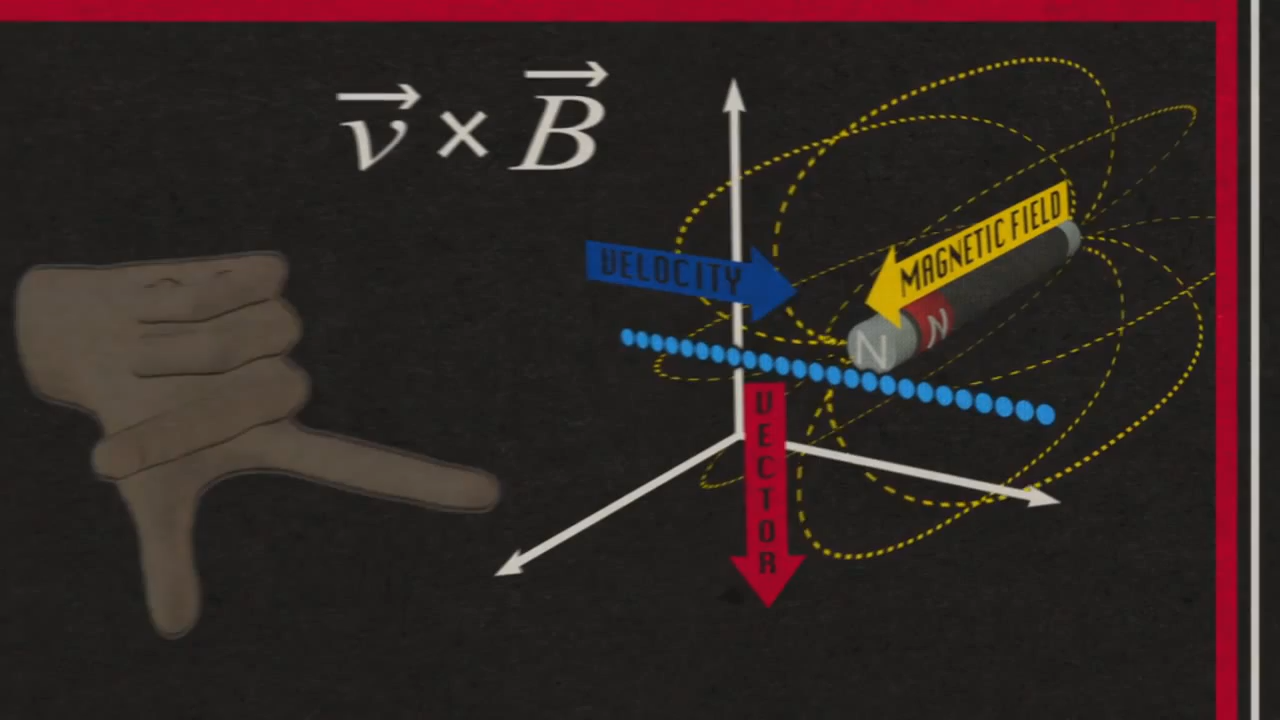 v⃗ × B⃗
MAGNETIC FIELD
VELOCITY
N
N
VECTOR